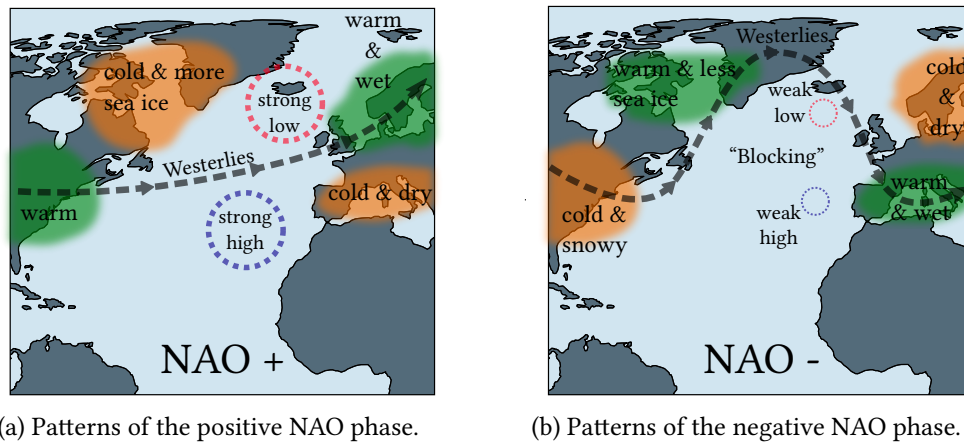 warm
&
wet
cold & more
sea ice
strong
low
Westerlies
warm
strong
high
cold & dry
NAO +
(a) Patterns of the positive NAO phase.
Westerlies
warm & less
sea ice
weak
low
cold
&
dry
"Blocking"
cold &
snowy
weak
high
warm
& wet
NAO -
(b) Patterns of the negative NAO phase.